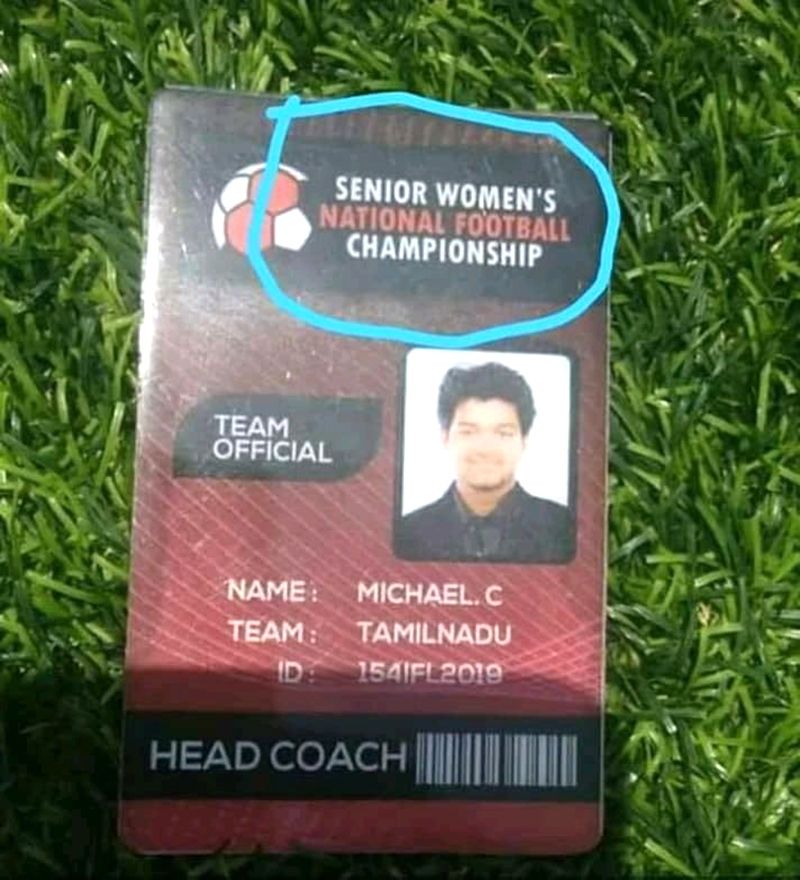 SENIOR WOMEN'S
NATIONAL FOOTBALL
CHAMPIONSHIP
TEAM
OFFICIAL
NAME : MICHAEL. C
TEAM : TAMILNADU
ID : 154IFL2019
HEAD COACH